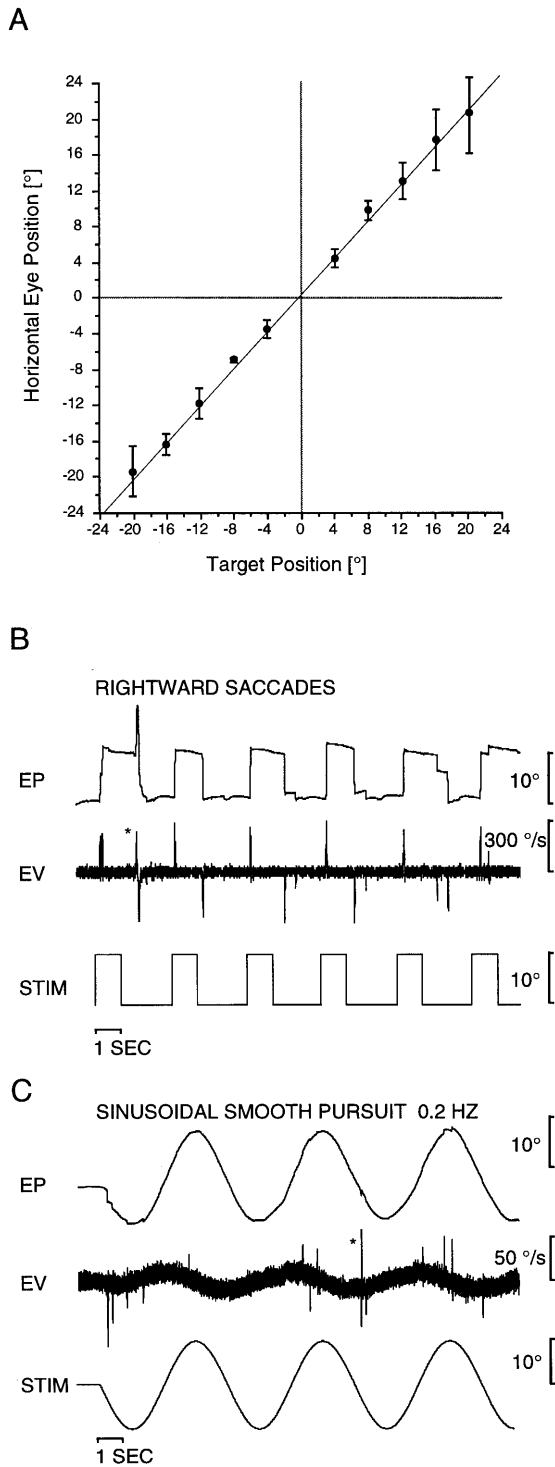 A
24
20
16
12
8
4
0
-4
-8
-12
-16
-20
-24
Horizontal Eye Position [°]
-24 -20 -16 -12 -8 -4 0 4 8 12 16 20 24
Target Position [°]
B
RIGHTWARD SACCADES
EP
10°
*
300 °/s
EV
STIM
10°
1 SEC
C
SINUSOIDAL SMOOTH PURSUIT 0.2 HZ
10°
EP
*
50 °/s
EV
10°
STIM
1 SEC